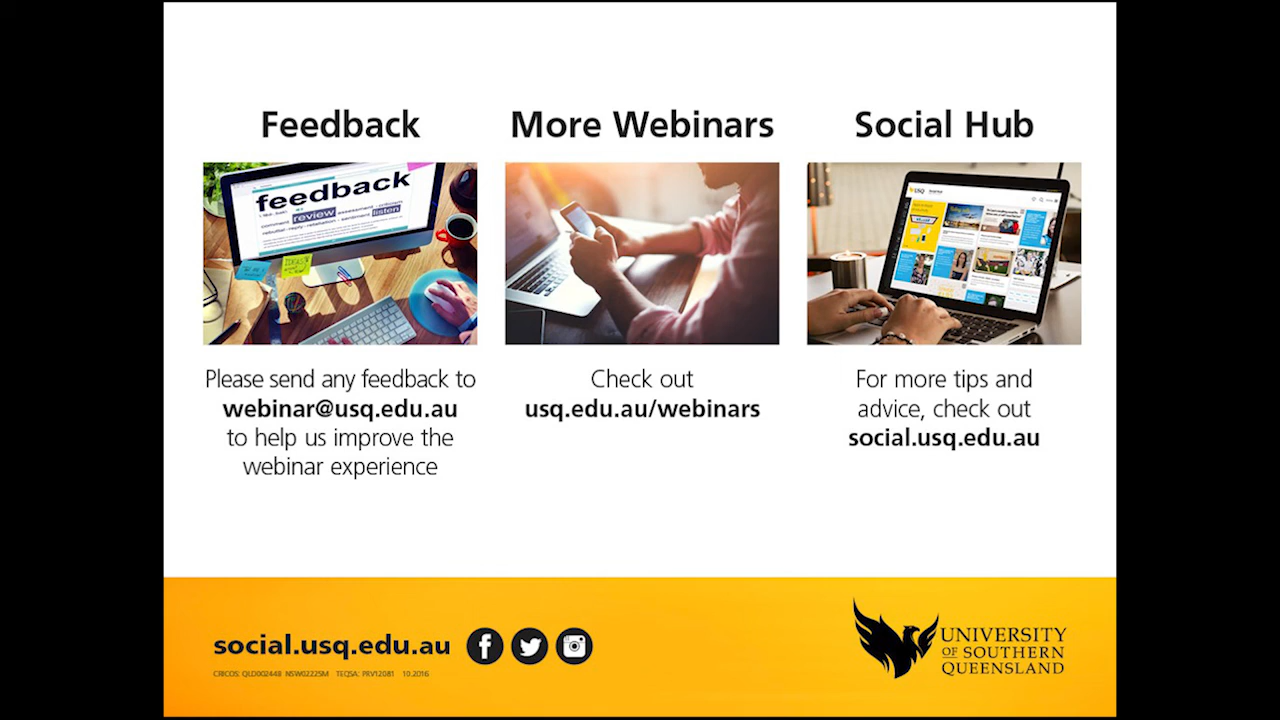 Feedback
More Webinars
Social Hub
feedback
review
listen
USQ
Please send any feedback to
webinar@usq.edu.au
to help us improve the
webinar experience
Check out
usq.edu.au/webinars
For more tips and
advice, check out
social.usq.edu.au
social.usq.edu.au
CRICOS: QLD00244B NSW02225M TEQSA: PRV12081 10.2016
UNIVERSITY
OF SOUTHERN
QUEENSLAND